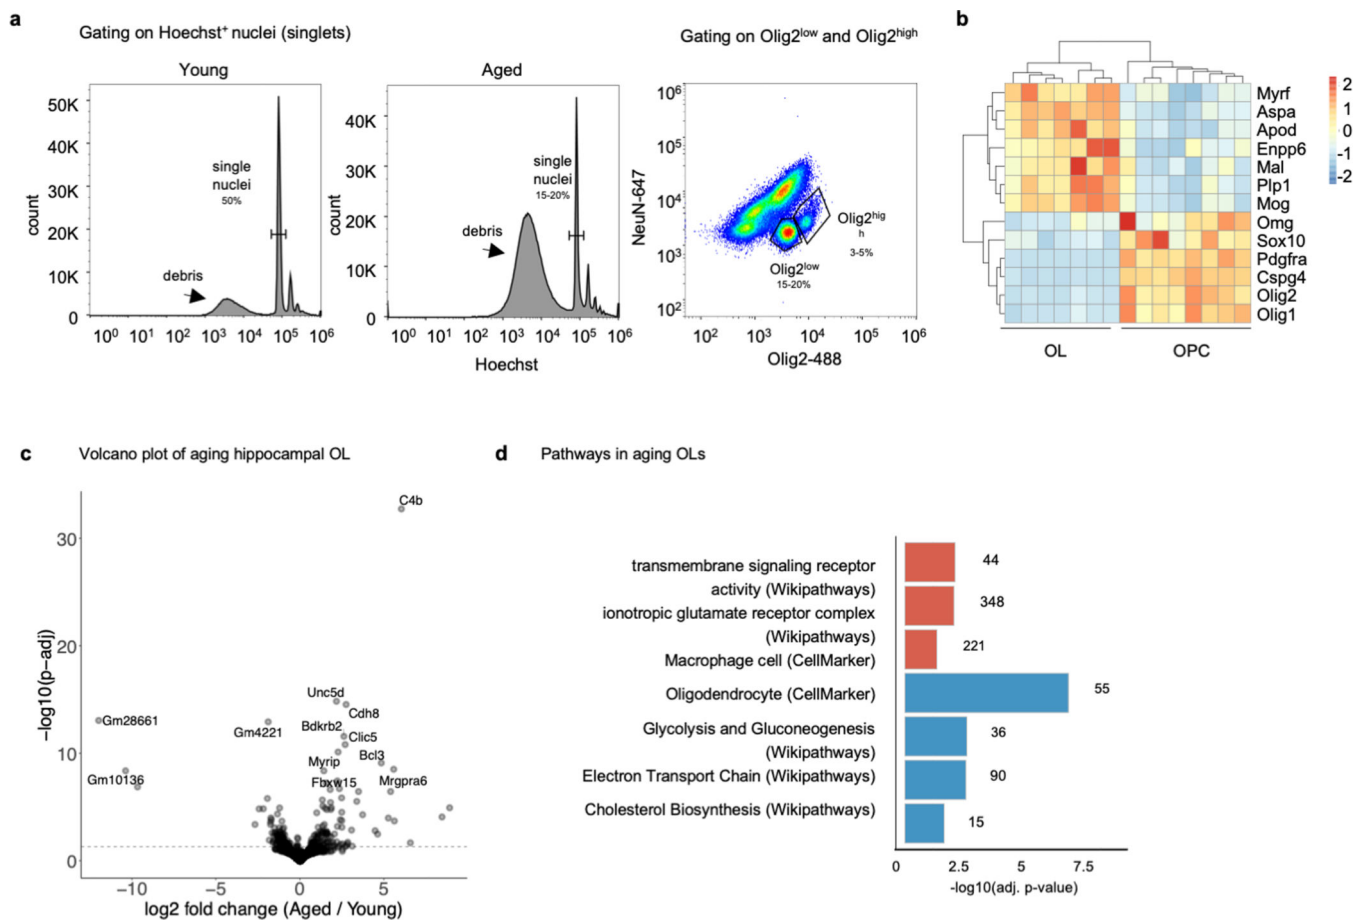 a
Gating on Hoechst⁺ nuclei (singlets)
Young
Aged
50K
40K
30K
20K
10K
0
count
single
nuclei
50%
debris
10⁰ 10¹ 10² 10³ 10⁴ 10⁵ 10⁶
40K
30K
20K
10K
0
count
single
nuclei
15-20%
debris
10⁰ 10¹ 10² 10³ 10⁴ 10⁵ 10⁶
Hoechst
Gating on Olig2ˡᵒʷ and Olig2ʰⁱᵍʰ
10⁶
10⁵
10⁴
10³
10²
NeuN-647
Olig2ʰⁱᵍ
h
3-5%
Olig2ˡᵒʷ
15-20%
10² 10³ 10⁴ 10⁵ 10⁶
Olig2-488
b
Myrf
Aspa
Apod
Enpp6
Mal
Plp1
Mog
Omg
Sox10
Pdgfra
Cspg4
Olig2
Olig1
2
1
0
-1
-2
OL
OPC
c
Volcano plot of aging hippocampal OL
30
20
10
0
−log10(p−adj)
C4b
Unc5d
Cdh8
Gm28661
Gm4221
Bdkrb2
Clic5
Bcl3
Myrip
Gm10136
Fbxw15
Mrgpra6
−10 −5 0 5
log2 fold change (Aged / Young)
d
Pathways in aging OLs
transmembrane signaling receptor
activity (Wikipathways)
ionotropic glutamate receptor complex
(Wikipathways)
Macrophage cell (CellMarker)
Oligodendrocyte (CellMarker)
Glycolysis and Gluconeogenesis
(Wikipathways)
Electron Transport Chain (Wikipathways)
Cholesterol Biosynthesis (Wikipathways)
44
348
221
55
36
90
15
0 2.5 5 7.5
-log10(adj. p-value)